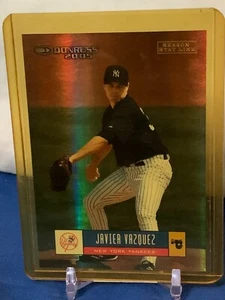 DONRUSS
2005
SEASON
STAT LINE
JAVIER VAZQUEZ
P
NEW YORK YANKEES